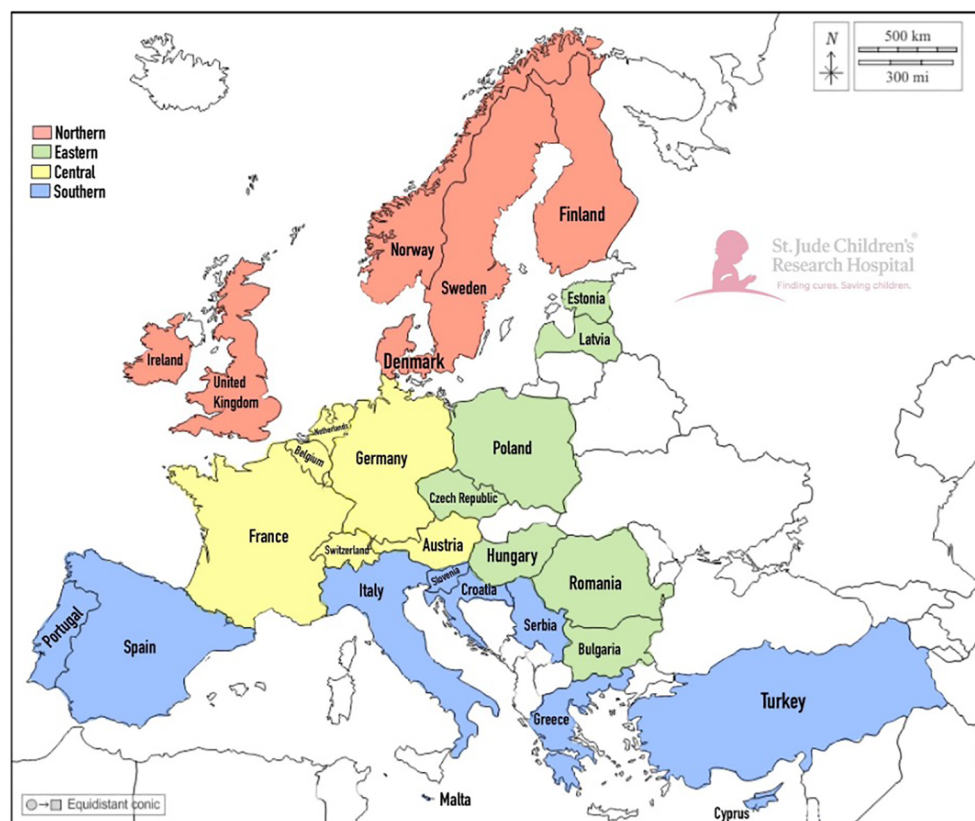 N
500 km
300 mi
Northern
Eastern
Central
Southern
St. Jude Children's
Research Hospital
Finding cures. Saving children.
®
Finland
Norway
Sweden
Estonia
Latvia
Ireland
Denmark
United
Kingdom
Netherlands
Belgium
Germany
Poland
Czech Republic
France
Switzerland
Austria
Hungary
Romania
Italy
Slovenia
Croatia
Serbia
Bulgaria
Portugal
Spain
Greece
Turkey
Malta
Cyprus
Equidistant conic